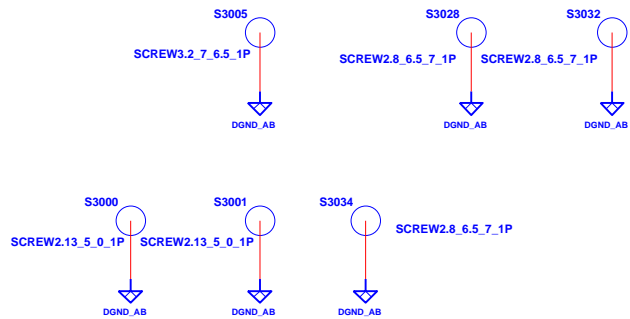 S3005
SCREW3.2_7_6.5_1P
DGND_AB
S3028
SCREW2.8_6.5_7_1P
DGND_AB
S3032
SCREW2.8_6.5_7_1P
DGND_AB
S3000
SCREW2.13_5_0_1P
DGND_AB
S3001
SCREW2.13_5_0_1P
DGND_AB
S3034
SCREW2.8_6.5_7_1P
DGND_AB